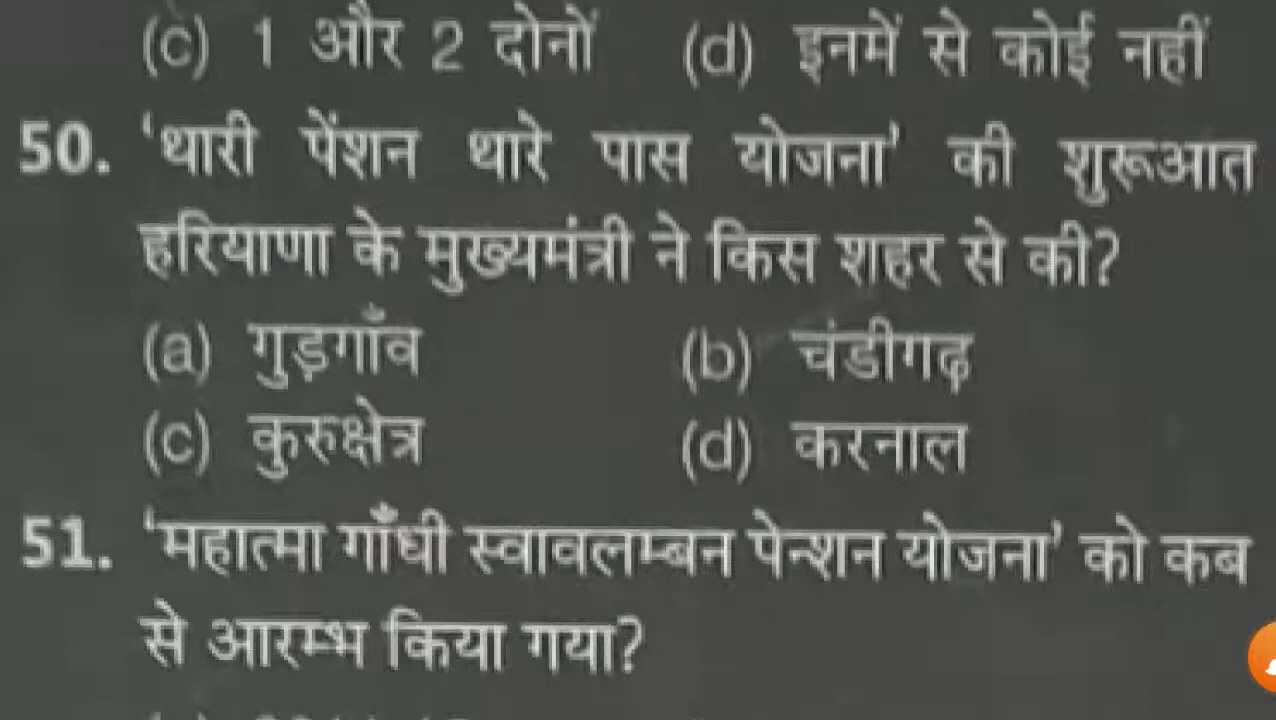 (c) 1 और 2 दोनों (d) इनमें से कोई नहीं
50. ‘थारी पेंशन थारे पास योजना’ की शुरूआत
हरियाणा के मुख्यमंत्री ने किस शहर से की?
(a) गुड़गाँव (b) चंडीगढ़
(c) कुरुक्षेत्र (d) करनाल
51. ‘महात्मा गाँधी स्वावलम्बन पेन्शन योजना’ को कब
से आरम्भ किया गया?